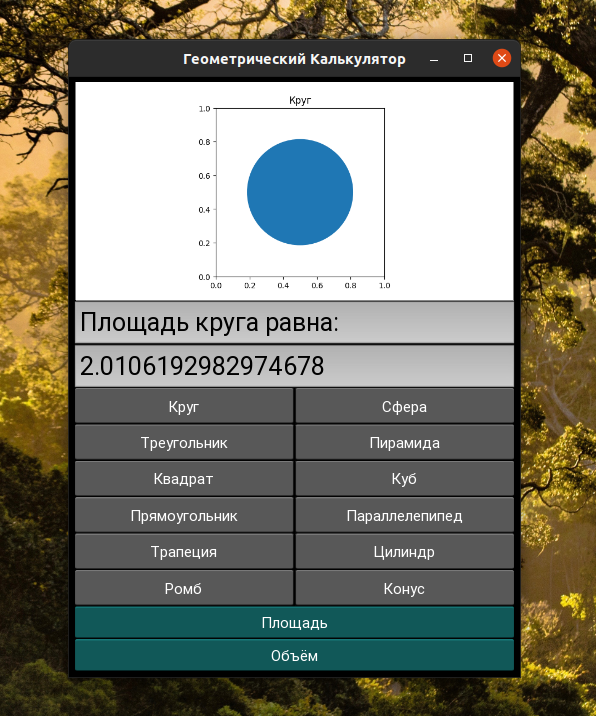 Геометрический Калькулятор
Круг
1.0
0.8
0.6
0.4
0.2
0.0
0.0 0.2 0.4 0.6 0.8 1.0
Площадь круга равна:
2.0106192982974678
Круг Сфера
Треугольник Пирамида
Квадрат Куб
Прямоугольник Параллелепипед
Трапеция Цилиндр
Ромб Конус
Площадь
Объём